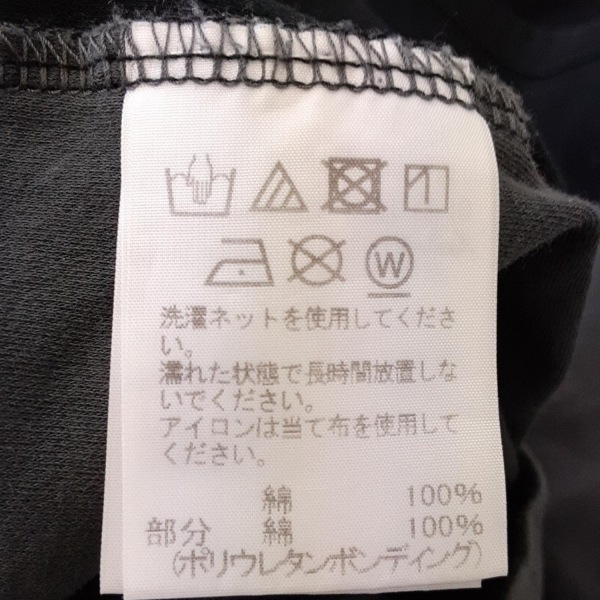 W
洗濯ネットを使用してくださ
い。
濡れた状態で長時間放置しな
いでください。
アイロンは当て布を使用して
ください。
綿 100%
部分 綿 100%
(ポリウレタンボンディング)